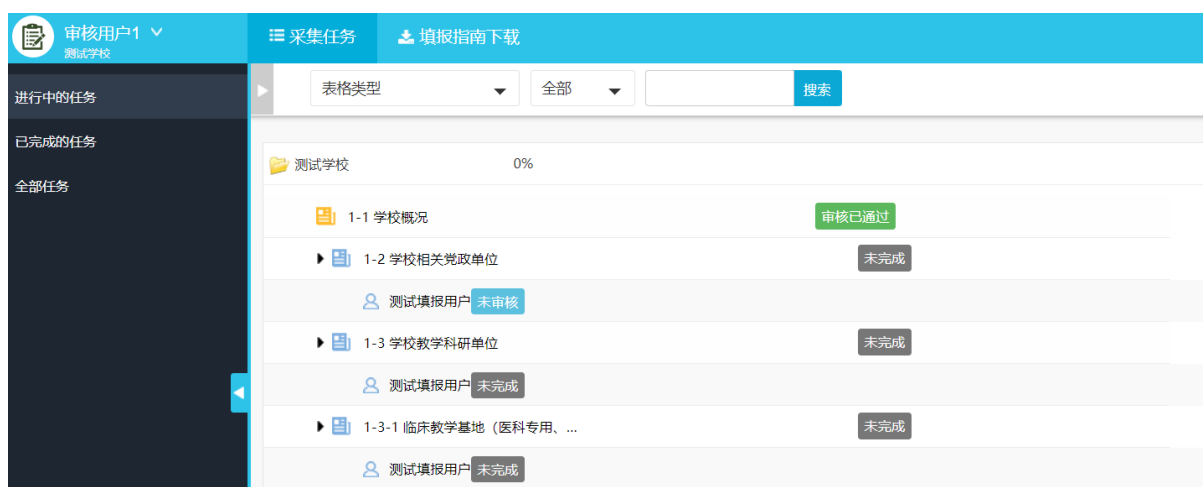 审核用户1
测试学校
采集任务 填报指南下载
进行中的任务
已完成的任务
全部任务
表格类型 全部 搜索
测试学校 0%
1-1 学校概况 审核已通过
1-2 学校相关党政单位 未完成
测试填报用户 未审核
1-3 学校教学科研单位 未完成
测试填报用户 未完成
1-3-1 临床教学基地（医科专用、... 未完成
测试填报用户 未完成